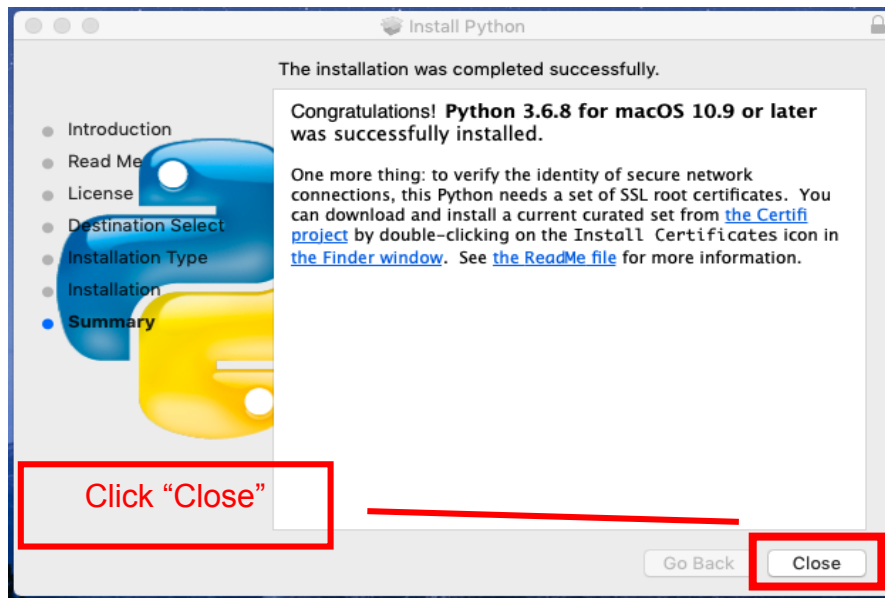 Install Python
The installation was completed successfully.
Introduction
Read Me
License
Destination Select
Installation Type
Installation
Summary
Congratulations! Python 3.6.8 for macOS 10.9 or later
was successfully installed.
One more thing: to verify the identity of secure network
connections, this Python needs a set of SSL root certificates. You
can download and install a current curated set from the Certifi
project by double-clicking on the Install Certificates icon in
the Finder window. See the ReadMe file for more information.
Click “Close”
Go Back
Close